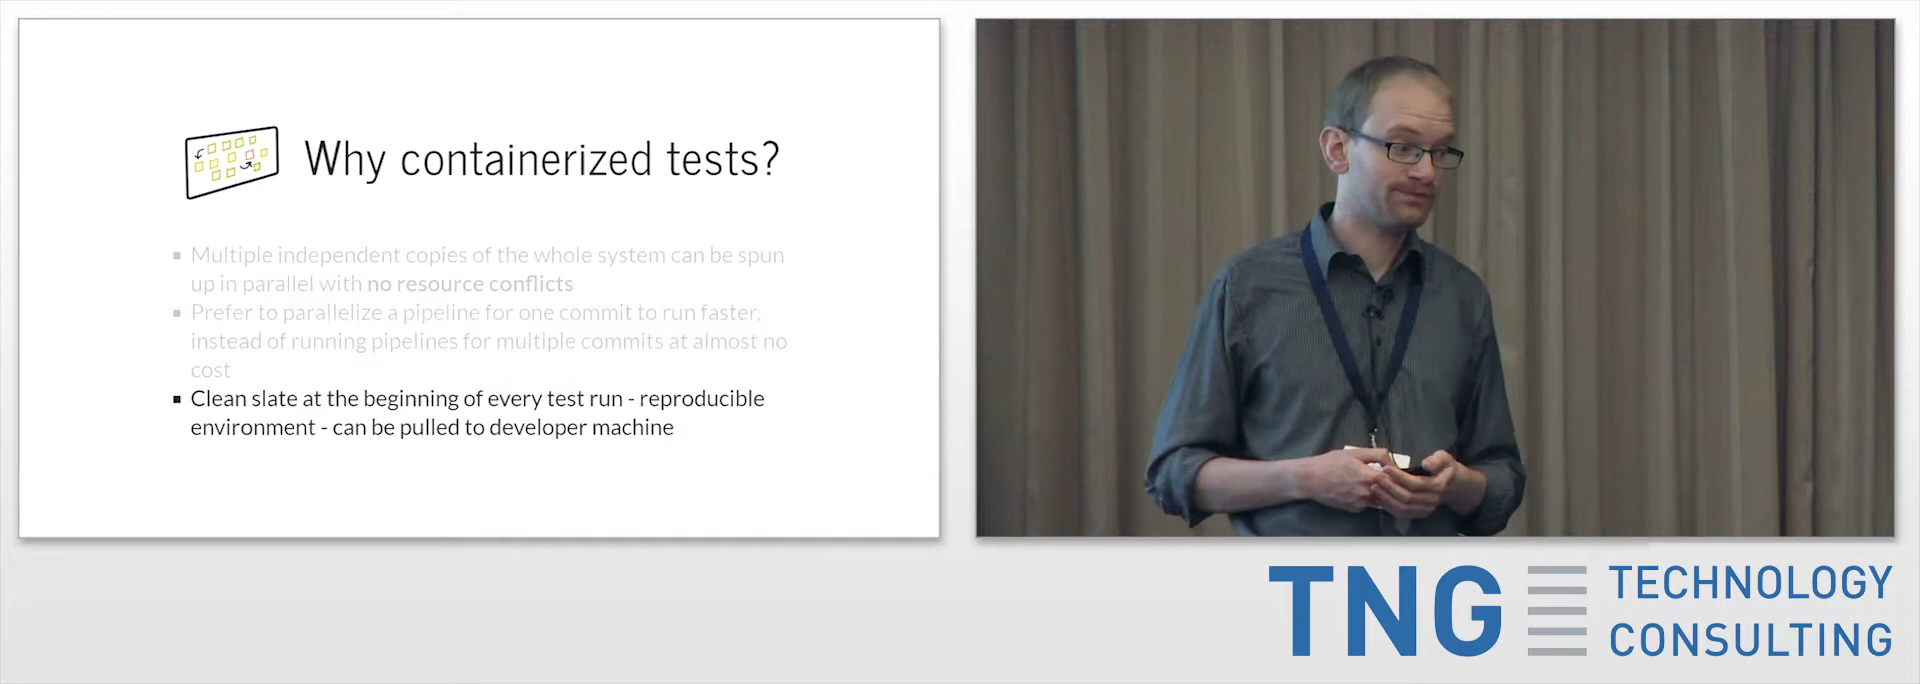 Why containerized tests?
▪ Multiple independent copies of the whole system can be spun
up in parallel with no resource conflicts
▪ Prefer to parallelize a pipeline for one commit to run faster,
instead of running pipelines for multiple commits at almost no
cost
▪ Clean slate at the beginning of every test run - reproducible
environment - can be pulled to developer machine
TNG TECHNOLOGY
CONSULTING